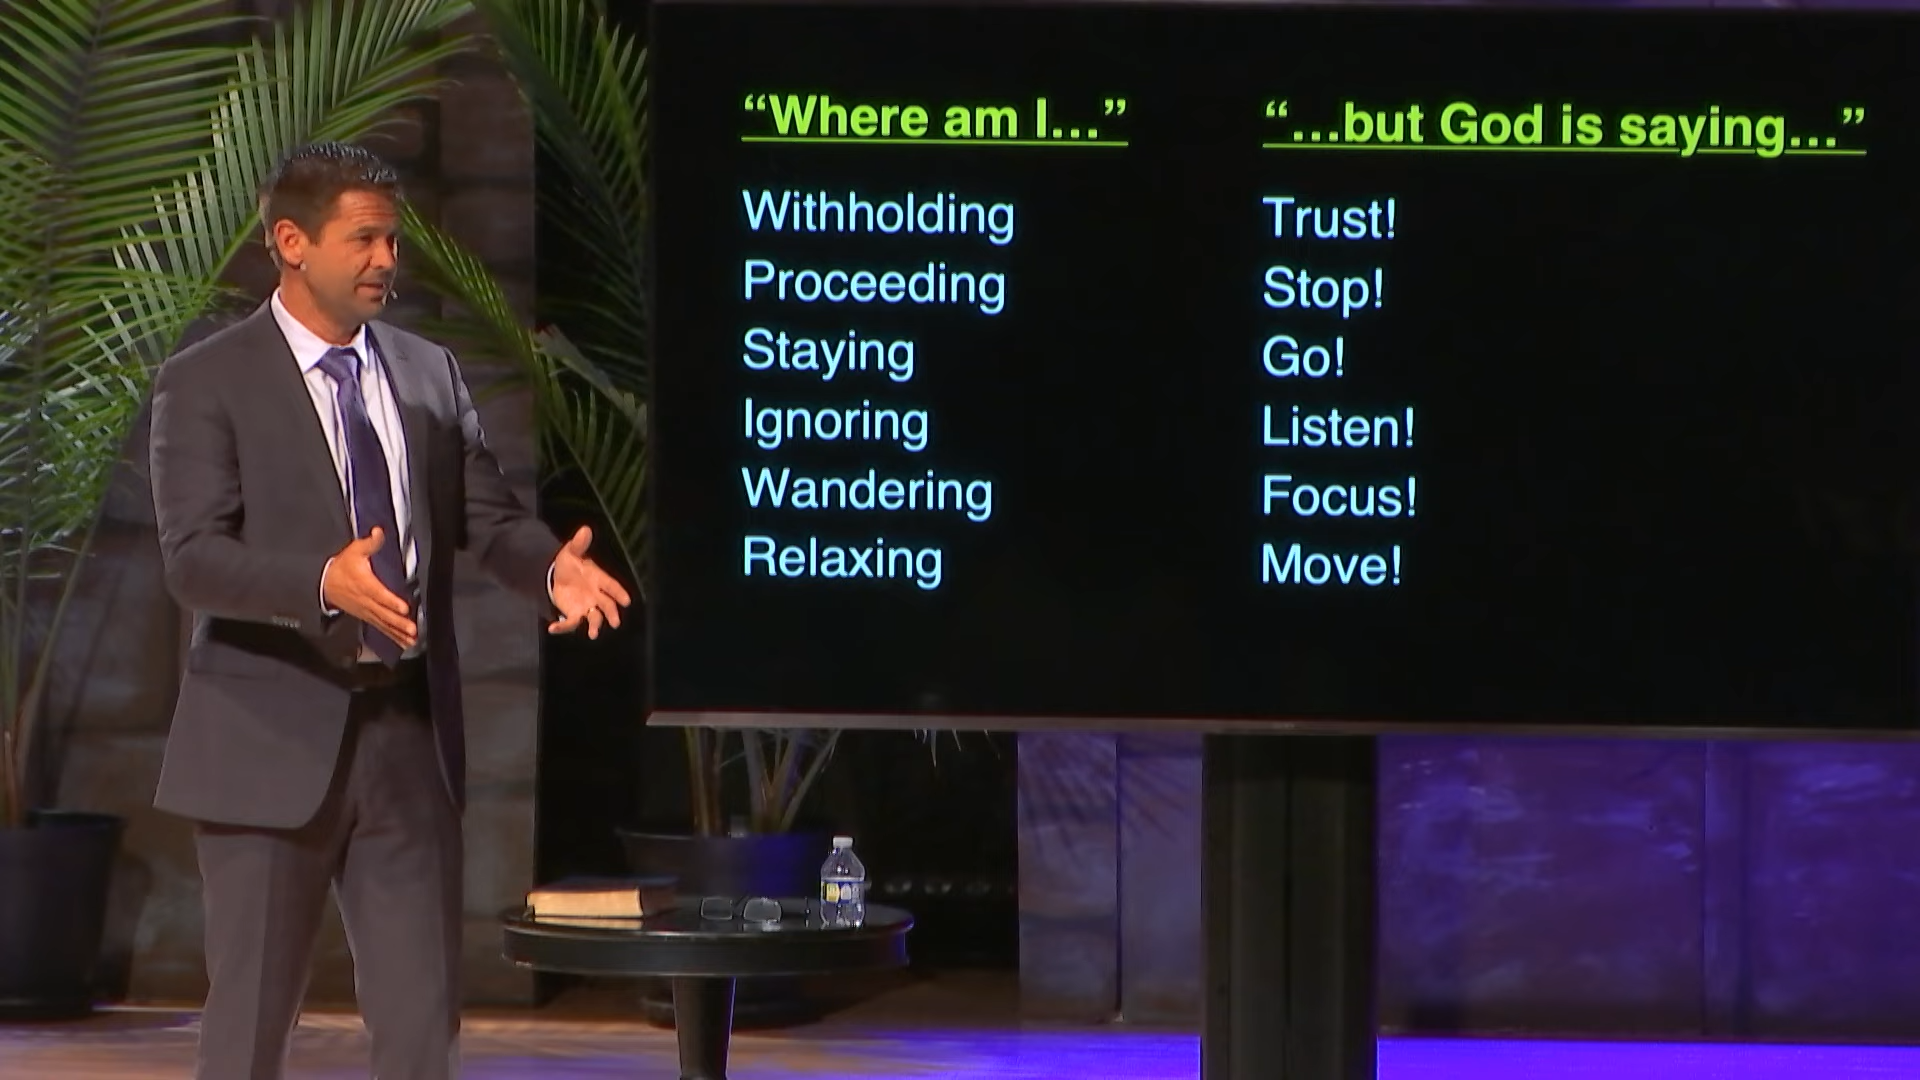 “Where am I...”
Withholding
Proceeding
Staying
Ignoring
Wandering
Relaxing
“...but God is saying...”
Trust!
Stop!
Go!
Listen!
Focus!
Move!